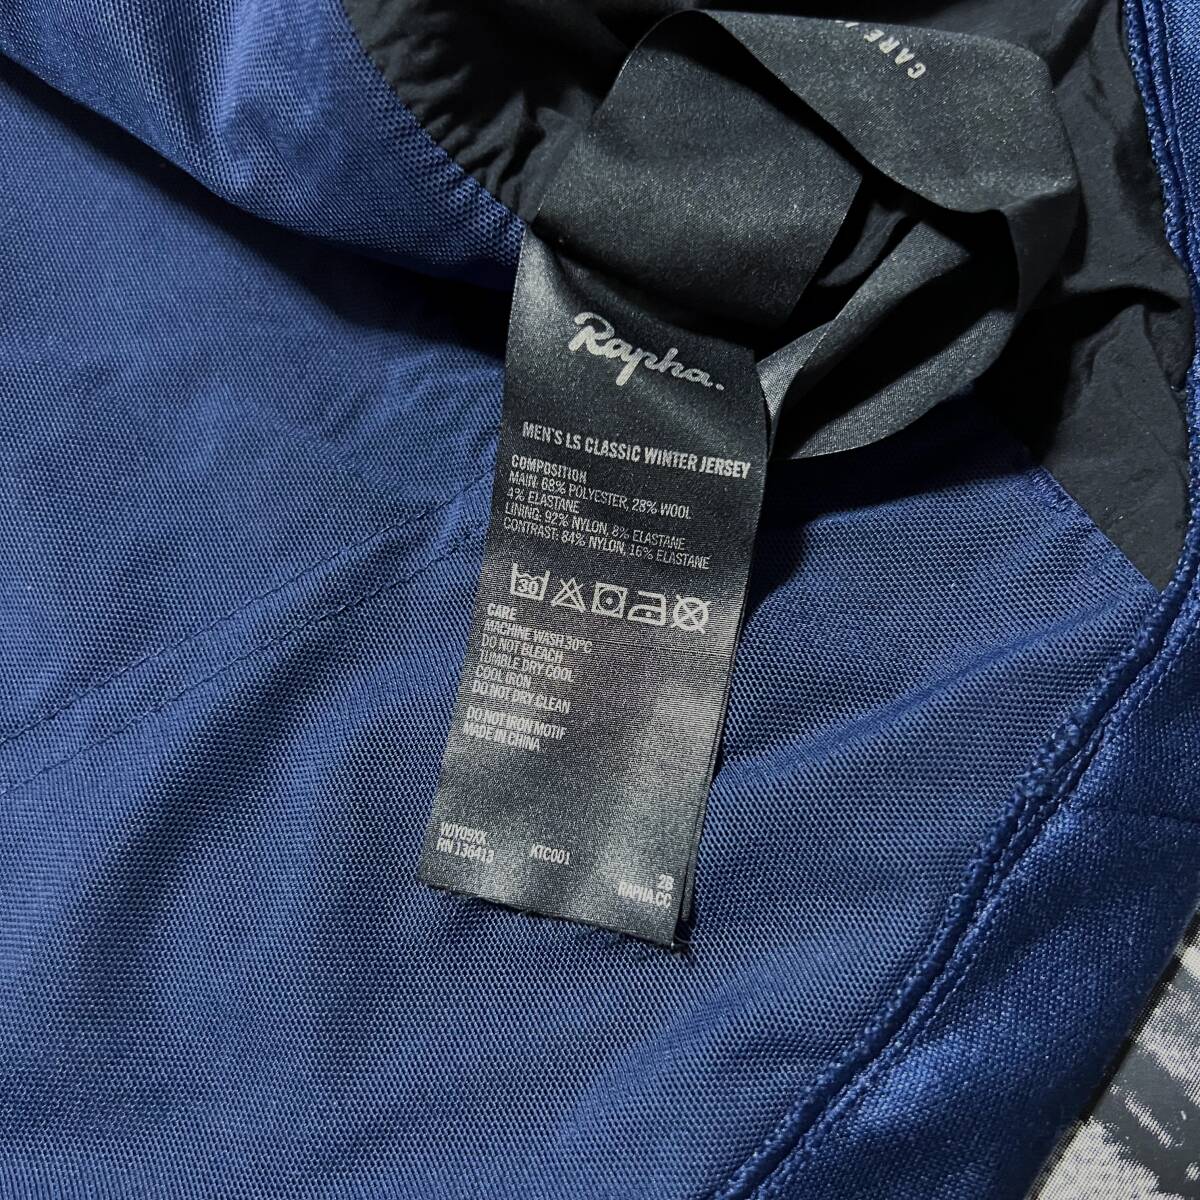 CARE
Rapha.
MEN'S LS CLASSIC WINTER JERSEY
COMPOSITION
MAIN: 68% POLYESTER, 28% WOOL
4% ELASTANE
LINING: 92% NYLON, 8% ELASTANE
CONTRAST: 84% NYLON, 16% ELASTANE
30
CARE
MACHINE WASH 30°C
DO NOT BLEACH
TUMBLE DRY COOL
COOL IRON
DO NOT DRY CLEAN
DO NOT IRON MOTIF
MADE IN CHINA
WJY09XX
RN 136413 KTC001
2B
RAPHA.CC